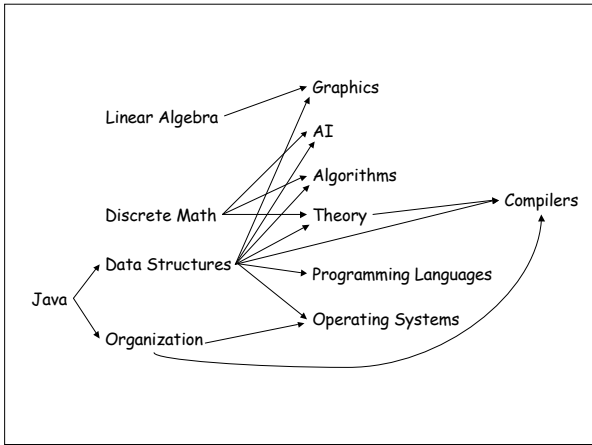 Graphics
Linear Algebra
AI
Algorithms
Compilers
Discrete Math
Theory
Data Structures
Programming Languages
Java
Operating Systems
Organization